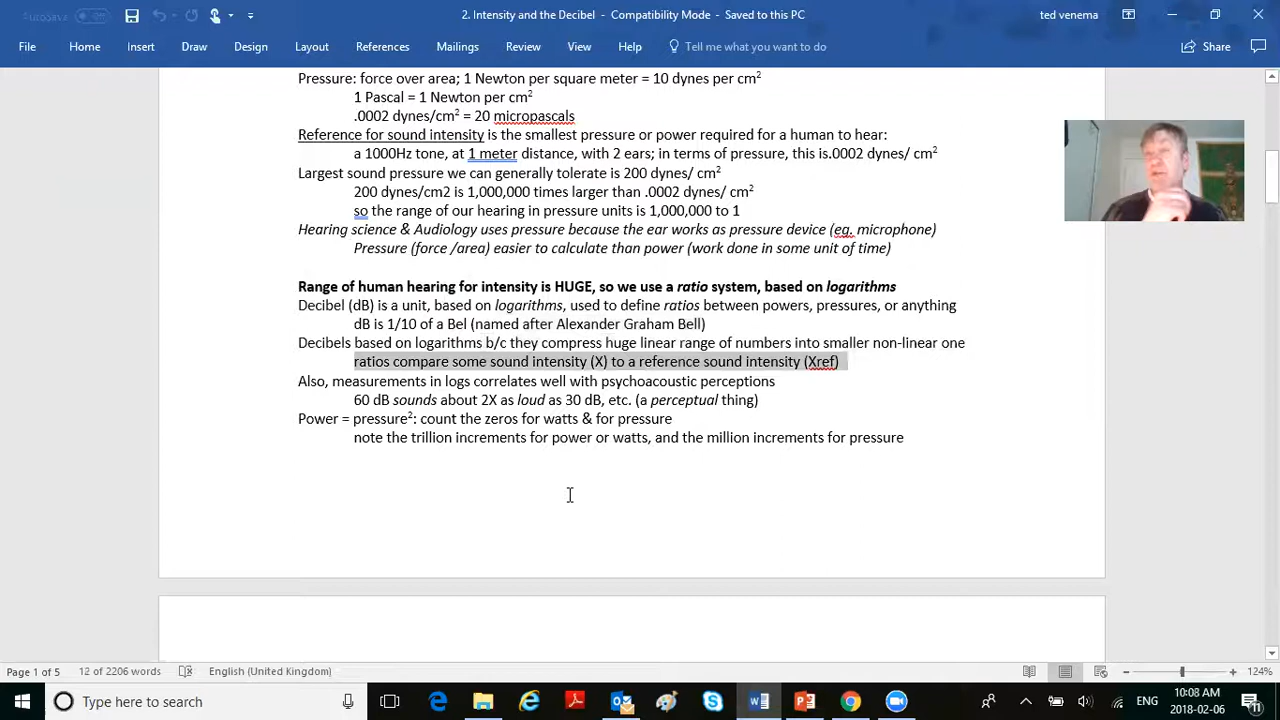 AutoSave
Off
2. Intensity and the Decibel - Compatibility Mode - Saved to this PC
ted venema
File Home Insert Draw Design Layout References Mailings Review View Help Tell me what you want to do Share
Pressure: force over area; 1 Newton per square meter = 10 dynes per cm²
1 Pascal = 1 Newton per cm²
.0002 dynes/cm² = 20 micropascals
Reference for sound intensity is the smallest pressure or power required for a human to hear:
a 1000Hz tone, at 1 meter distance, with 2 ears; in terms of pressure, this is.0002 dynes/ cm²
Largest sound pressure we can generally tolerate is 200 dynes/ cm²
200 dynes/cm2 is 1,000,000 times larger than .0002 dynes/ cm²
so the range of our hearing in pressure units is 1,000,000 to 1
Hearing science & Audiology uses pressure because the ear works as pressure device (eg. microphone)
Pressure (force /area) easier to calculate than power (work done in some unit of time)
Range of human hearing for intensity is HUGE, so we use a ratio system, based on logarithms
Decibel (dB) is a unit, based on logarithms, used to define ratios between powers, pressures, or anything
dB is 1/10 of a Bel (named after Alexander Graham Bell)
Decibels based on logarithms b/c they compress huge linear range of numbers into smaller non-linear one
ratios compare some sound intensity (X) to a reference sound intensity (Xref)
Also, measurements in logs correlates well with psychoacoustic perceptions
60 dB sounds about 2X as loud as 30 dB, etc. (a perceptual thing)
Power = pressure²: count the zeros for watts & for pressure
note the trillion increments for power or watts, and the million increments for pressure
Page 1 of 5 12 of 2206 words English (United Kingdom) 124%
Type here to search
ENG
10:08 AM
2018-02-06